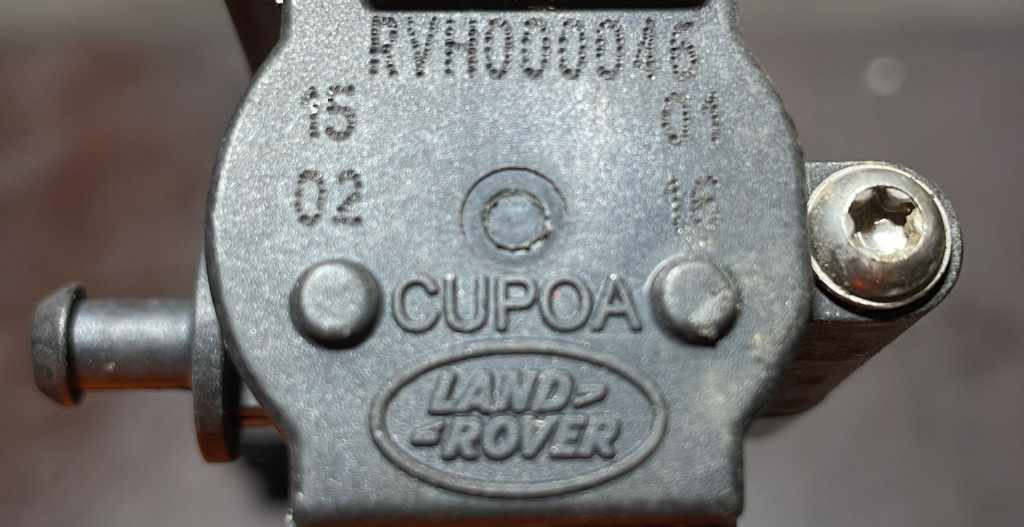 RVH000046
15 01
02 16
CUPOA
LAND-
-ROVER